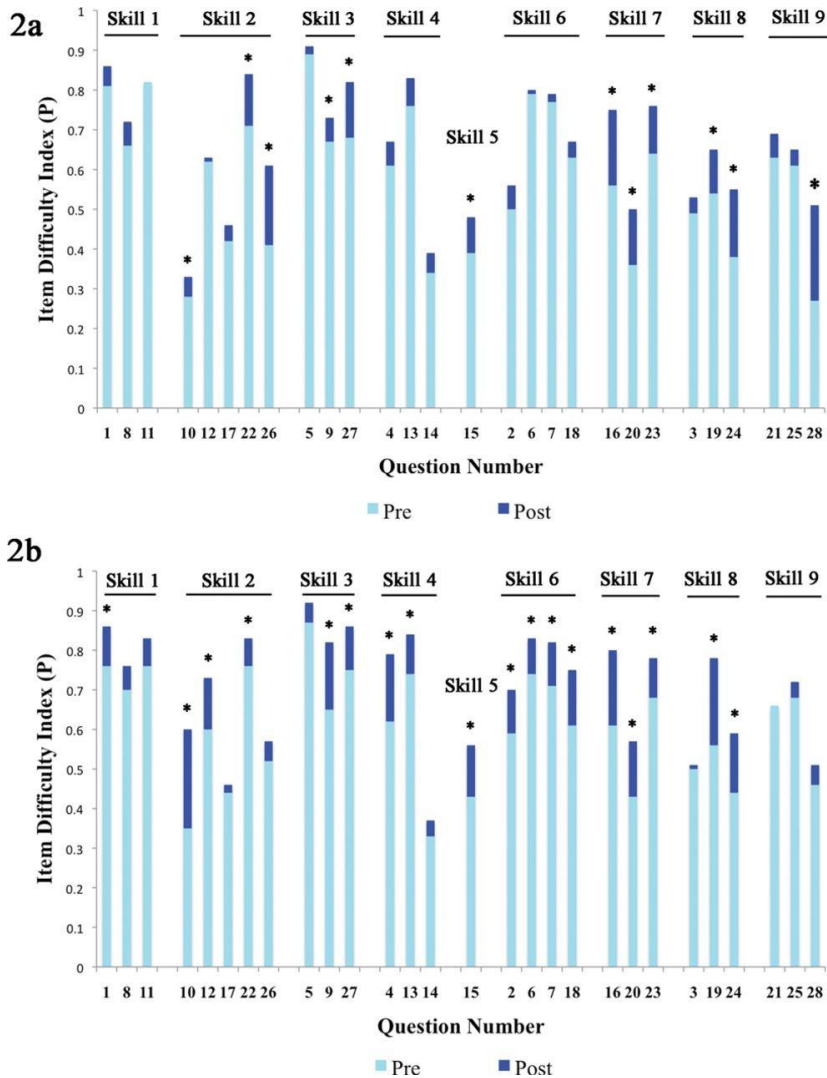 2a
Skill 1 Skill 2 Skill 3 Skill 4 Skill 6 Skill 7 Skill 8 Skill 9
Skill 5
* * * * * * * * * * * *
Item Difficulty Index (P)
1
0.9
0.8
0.7
0.6
0.5
0.4
0.3
0.2
0.1
0
1 8 11 10 12 17 22 26 5 9 27 4 13 14 15 2 6 7 18 16 20 23 3 19 24 21 25 28
Question Number
Pre Post
2b
Skill 1 Skill 2 Skill 3 Skill 4 Skill 6 Skill 7 Skill 8 Skill 9
Skill 5
* * * * * * * * * * * * * * * * *
Item Difficulty Index (P)
1
0.9
0.8
0.7
0.6
0.5
0.4
0.3
0.2
0.1
0
1 8 11 10 12 17 22 26 5 9 27 4 13 14 15 2 6 7 18 16 20 23 3 19 24 21 25 28
Question Number
Pre Post